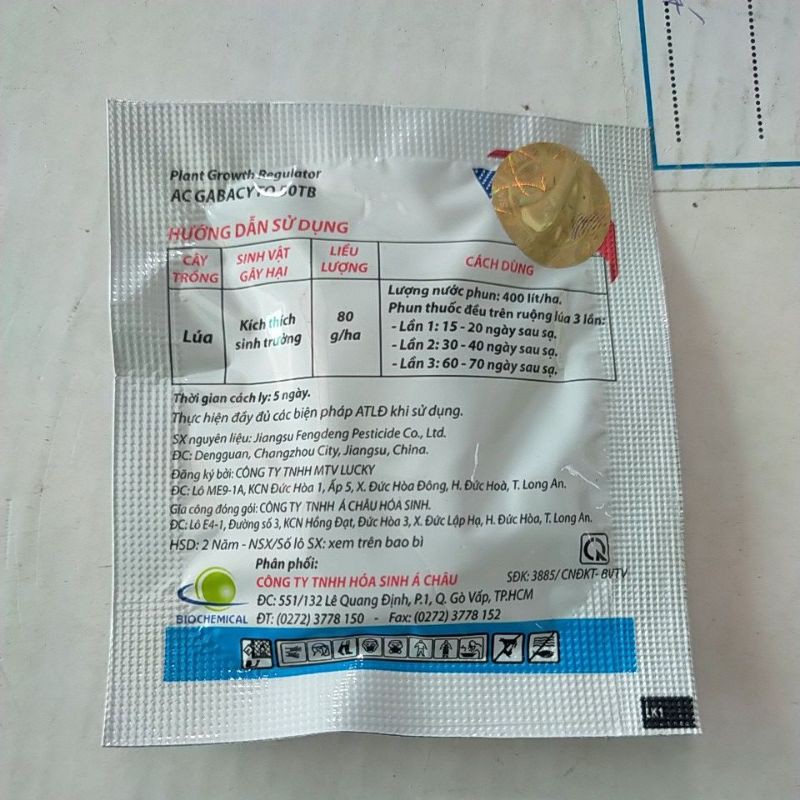 Plant Growth Regulator
AC GABACYTO 50TB
HƯỚNG DẪN SỬ DỤNG
CÂY TRỒNG
SINH VẬT GÂY HẠI
LIỀU LƯỢNG
CÁCH DÙNG
Lúa
Kích thích sinh trưởng
80 g/ha
Lượng nước phun: 400 lít/ha.
Phun thuốc đều trên ruộng lúa 3 lần:
- Lần 1: 15 - 20 ngày sau sạ.
- Lần 2: 30 - 40 ngày sau sạ.
- Lần 3: 60 - 70 ngày sau sạ.
Thời gian cách ly: 5 ngày.
Thực hiện đầy đủ các biện pháp ATLĐ khi sử dụng.
SX nguyên liệu: Jiangsu Fengdeng Pesticide Co., Ltd.
ĐC: Dengguan, Changzhou City, Jiangsu, China.
Đăng ký bởi: CÔNG TY TNHH MTV LUCKY
ĐC: Lô ME9-1A, KCN Đức Hòa 1, Ấp 5, X. Đức Hòa Đông, H. Đức Hoà, T. Long An.
Gia công đóng gói: CÔNG TY TNHH Á CHÂU HÓA SINH.
ĐC: Lô E4-1, Đường số 3, KCN Hồng Đạt, Đức Hòa 3, X. Đức Lập Hạ, H. Đức Hòa, T. Long An.
HSD: 2 Năm - NSX/Số lô SX: xem trên bao bì
Phân phối:
CÔNG TY TNHH HÓA SINH Á CHÂU
SĐK: 3885/ CNĐKT- BVTV
ĐC: 551/132 Lê Quang Định, P.1, Q. Gò Vấp, TP.HCM
BIOCHEMICAL
ĐT: (0272) 3778 150 - Fax: (0272) 3778 152
LK1